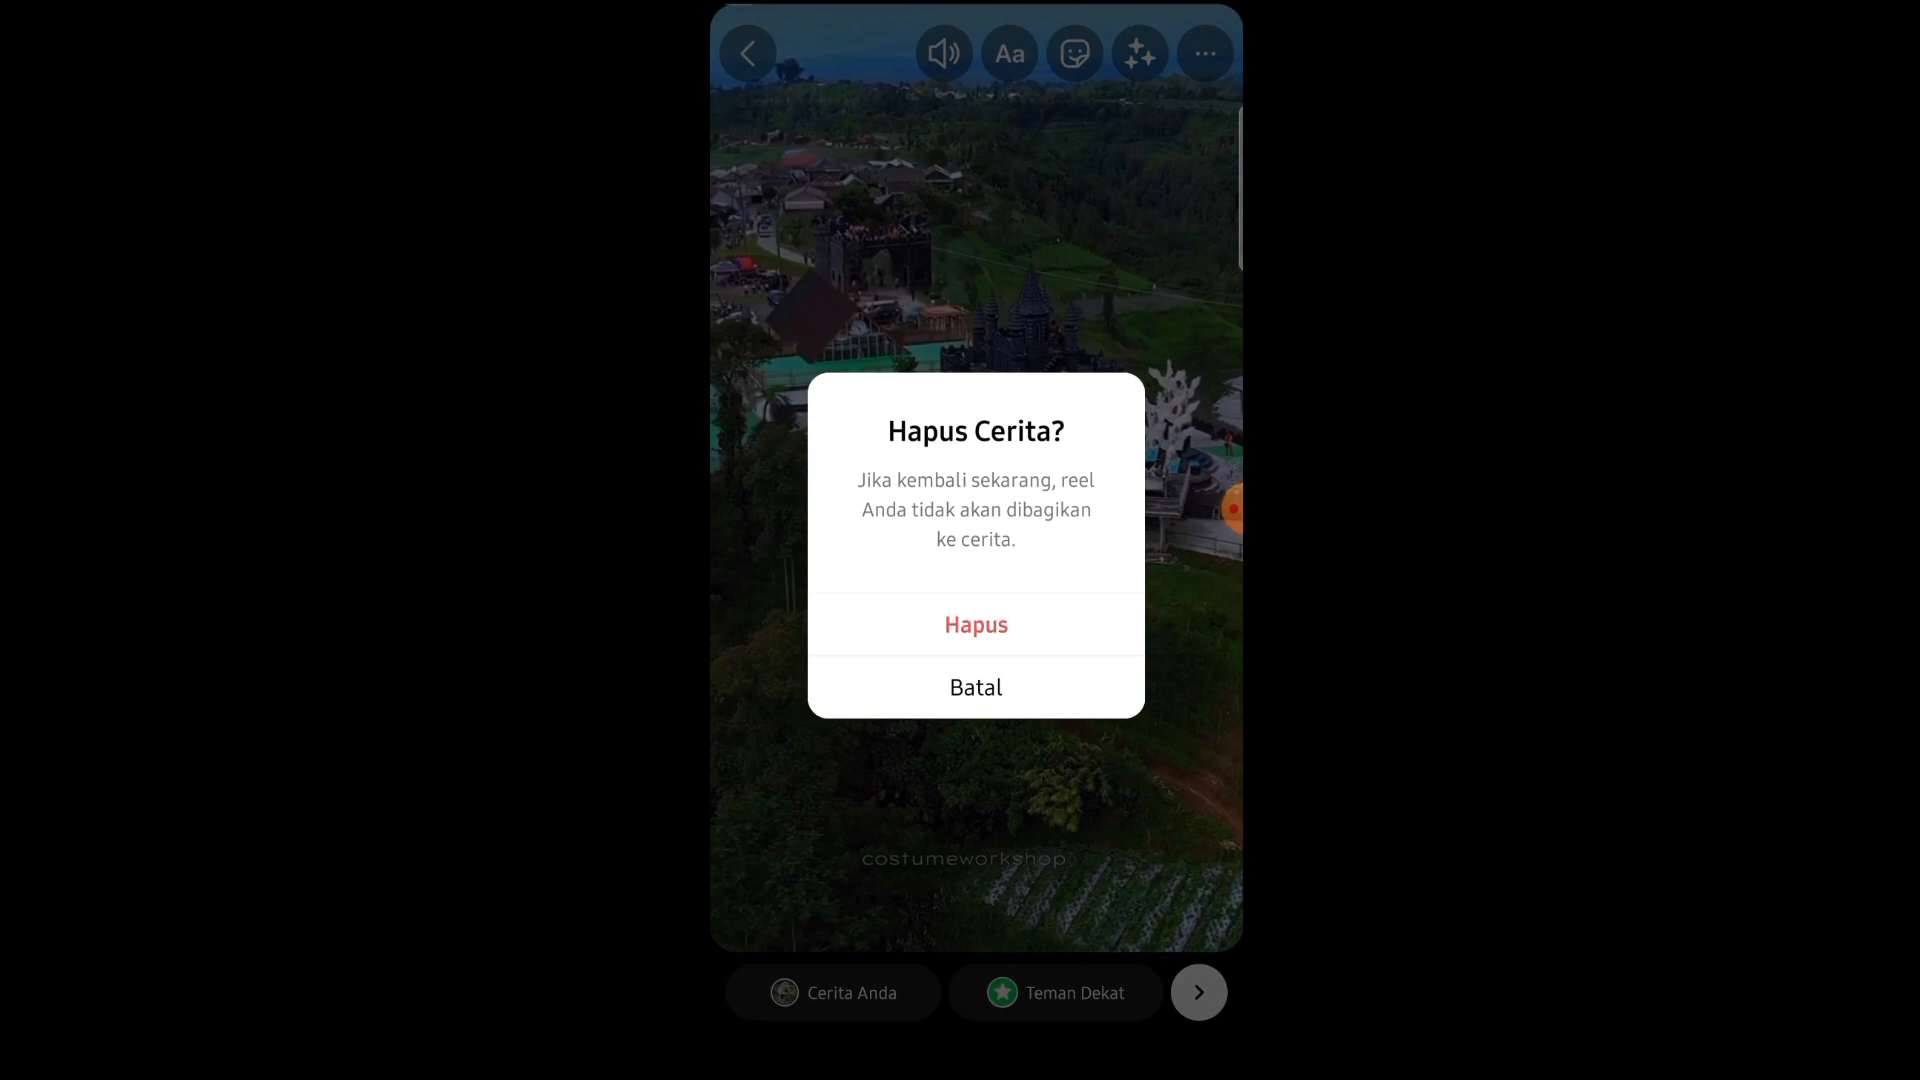 Aa
Hapus Cerita?
Jika kembali sekarang, reel
Anda tidak akan dibagikan
ke cerita.
Hapus
Batal
costumeworkshop
Cerita Anda
Teman Dekat